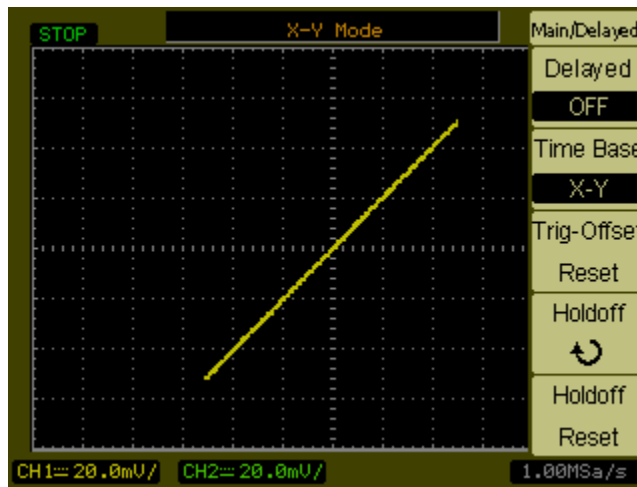 STOP
X-Y Mode
Main/Delayed
Delayed
OFF
Time Base
X-Y
Trig-Offset
Reset
Holdoff
Holdoff
Reset
CH1 20.0mV/
CH2 20.0mV/
1.00MSa/s